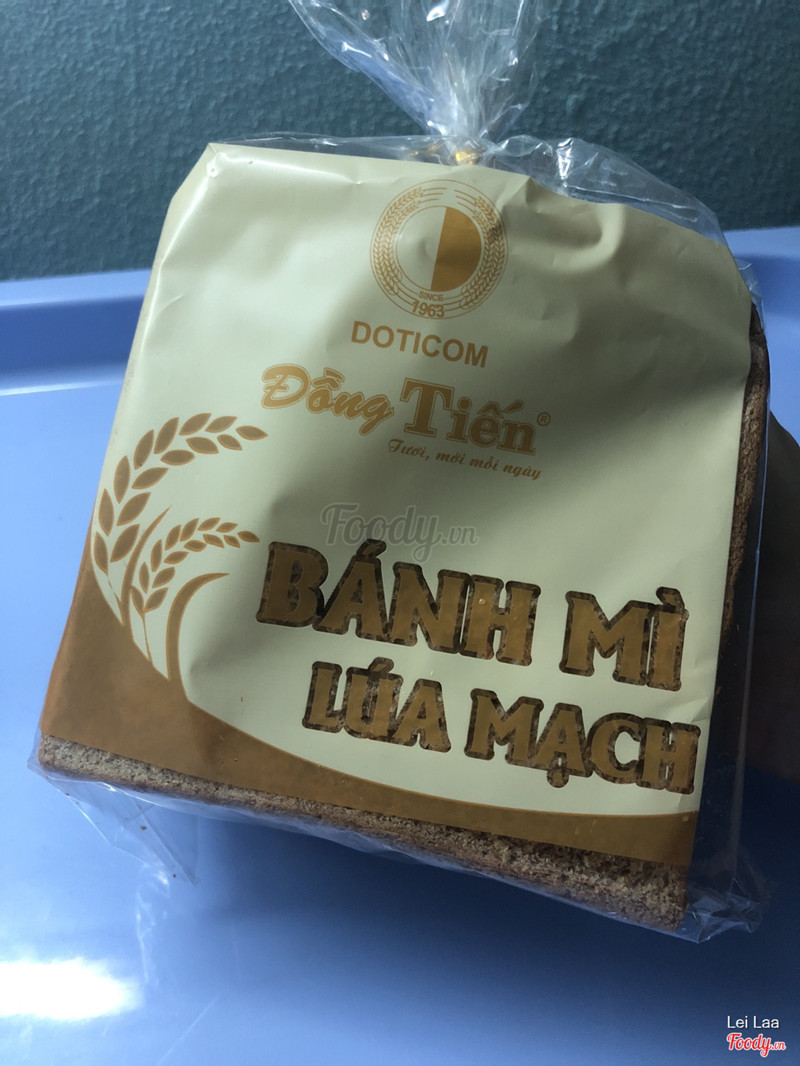 SINCE
1963
DOTICOM
Đồng Tiến®
Tươi, mới mỗi ngày
Foody.vn
BÁNH MÌ
LÚA MẠCH
Lei Laa
Foody.vn